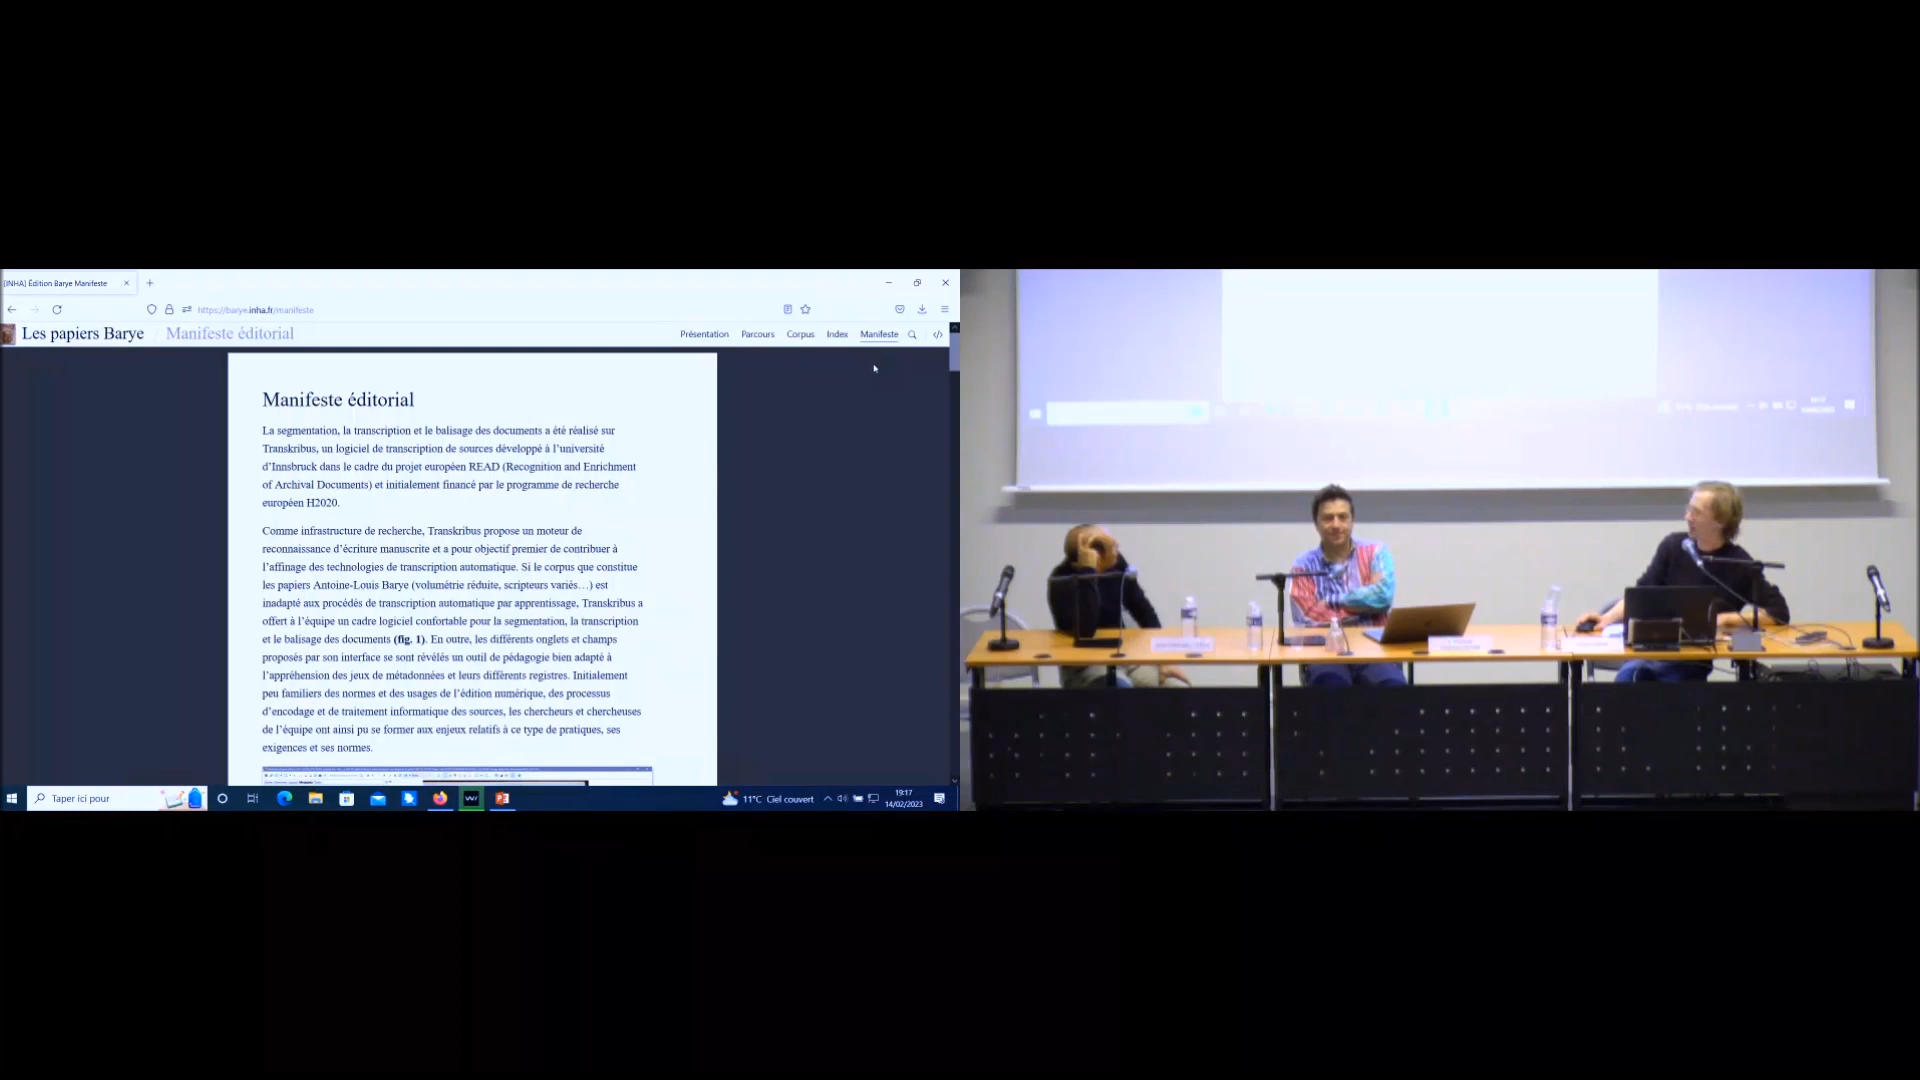 [INHA] Édition Barye Manifeste
https://barye.inha.fr/manifeste
Les papiers Barye / Manifeste éditorial
Présentation Parcours Corpus Index Manifeste
Manifeste éditorial
La segmentation, la transcription et le balisage des documents a été réalisé sur
Transkribus, un logiciel de transcription de sources développé à l'université
d'Innsbruck dans le cadre du projet européen READ (Recognition and Enrichment
of Archival Documents) et initialement financé par le programme de recherche
européen H2020.
Comme infrastructure de recherche, Transkribus propose un moteur de
reconnaissance d'écriture manuscrite et a pour objectif premier de contribuer à
l'affinage des technologies de transcription automatique. Si le corpus que constitue
les papiers Antoine-Louis Barye (volumétrie réduite, scripteurs variés…) est
inadapté aux procédés de transcription automatique par apprentissage, Transkribus a
offert à l'équipe un cadre logiciel confortable pour la segmentation, la transcription
et le balisage des documents (fig. 1). En outre, les différents onglets et champs
proposés par son interface se sont révélés un outil de pédagogie bien adapté à
l'appréhension des jeux de métadonnées et leurs différents registres. Initialement
peu familiers des normes et des usages de l'édition numérique, des processus
d'encodage et de traitement informatique des sources, les chercheurs et chercheuses
de l'équipe ont ainsi pu se former aux enjeux relatifs à ce type de pratiques, ses
exigences et ses normes.
Taper ici pour
11°C Ciel couvert
19:17
14/02/2023